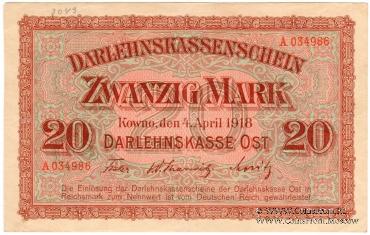 2093
DARLEHNSKASSENSCHEIN
A 034986
ZWANZIG MARK
Kowno, den 4. April 1918
20 DARLEHNSKASSE OST 20
A 034986
Die Einlösung der Darlehnskassenscheine der Darlehnskasse Ost in
Reichsmark zum Nennwert ist vom Deutschen Reich gewährleistet